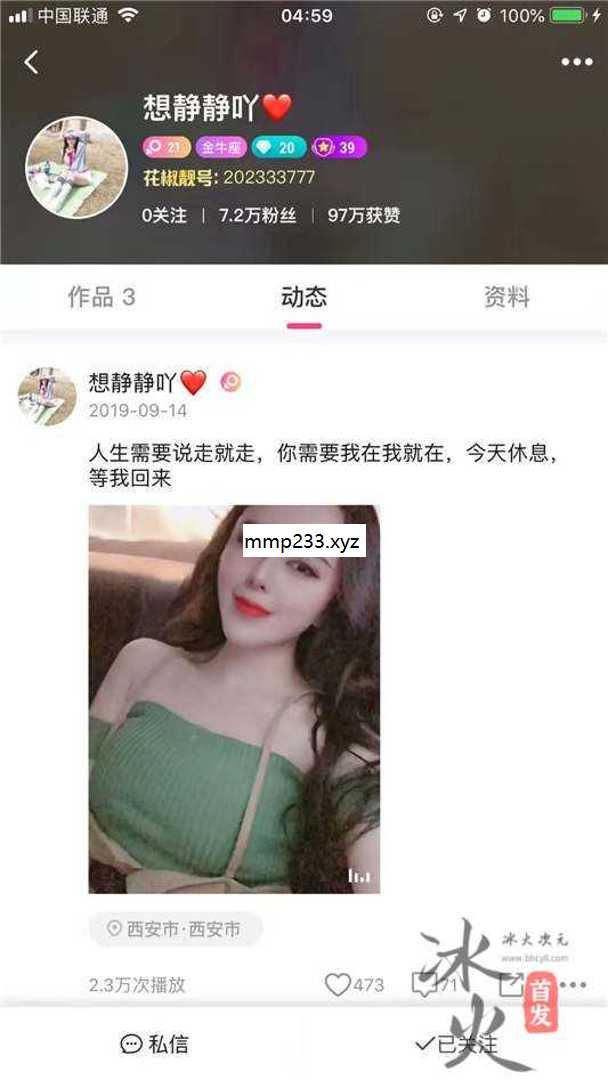 中国联通
04:59
100%
想静静吖❤️
21 金牛座 20 39
花椒靓号: 202333777
0关注 | 7.2万粉丝 | 97万获赞
作品 3
动态
资料
想静静吖❤️
2019-09-14
人生需要说走就走，你需要我在我就在，今天休息，
等我回来
mmp233.xyz
西安市·西安市
冰火次元
www.bhcy8.com
2.3万次播放
473
71
冰火
首发
私信
已关注